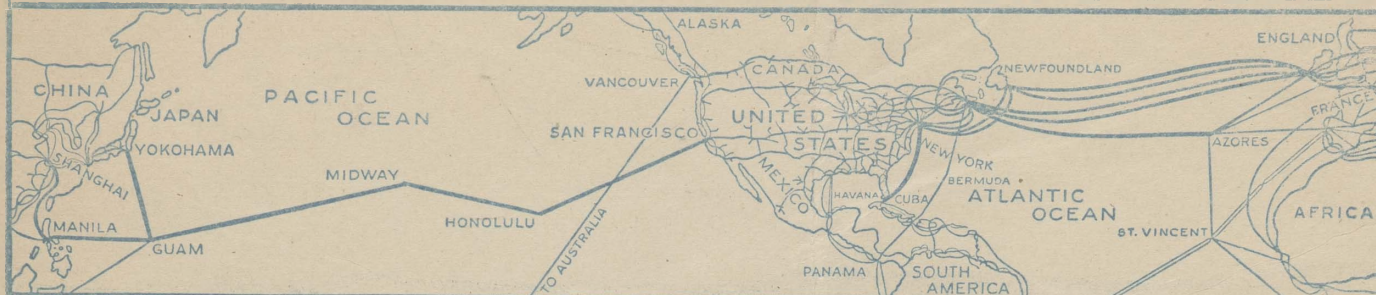 CHINA
JAPAN
YOKOHAMA
SHANGHAI
MANILA
GUAM
PACIFIC
OCEAN
MIDWAY
HONOLULU
SAN FRANCISCO
VANCOUVER
ALASKA
TO AUSTRALIA
CANADA
UNITED
STATES
MEXICO
HAVANA
CUBA
NEW YORK
BERMUDA
PANAMA
SOUTH
AMERICA
NEWFOUNDLAND
ATLANTIC
OCEAN
ENGLAND
FRANCE
AZORES
ST. VINCENT
AFRICA